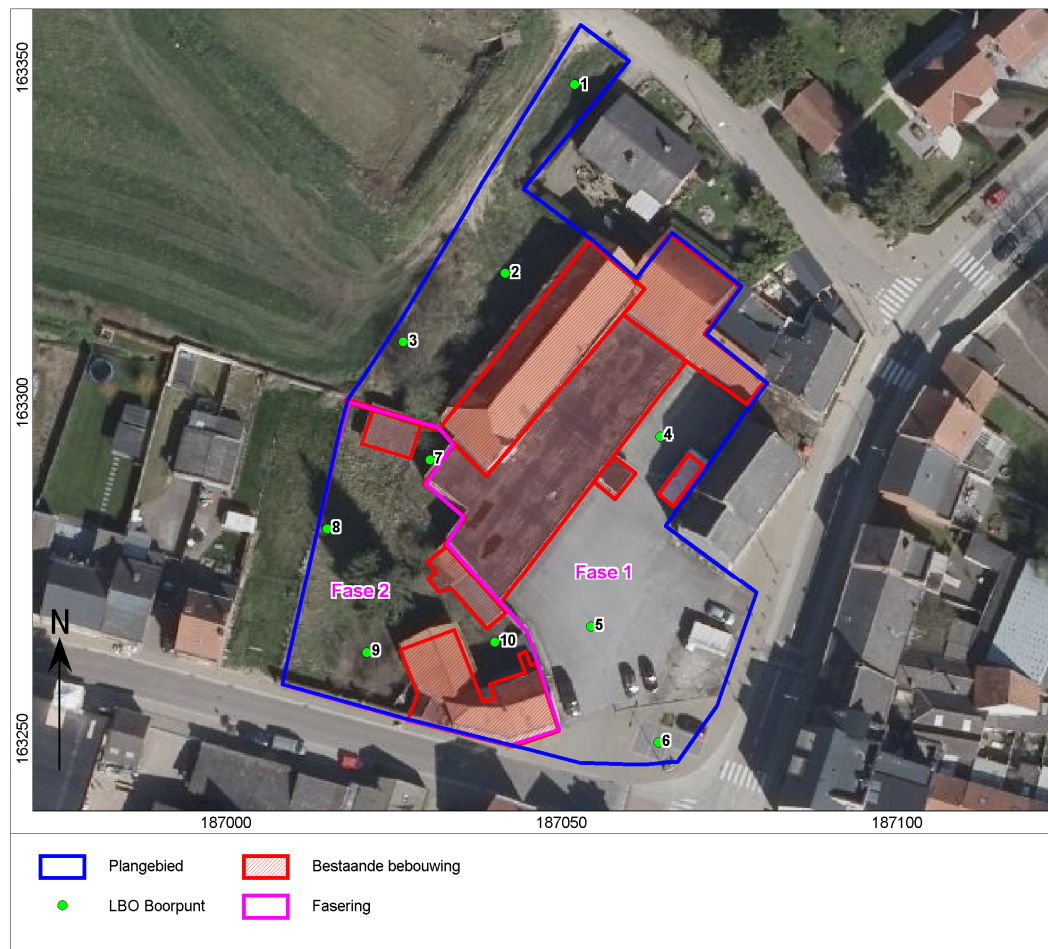 163350
163300
163250
1
2
3
4
7
8
Fase 1
Fase 2
5
10
9
6
N
187000
187050
187100
Plangebied
Bestaande bebouwing
LBO Boorpunt
Fasering